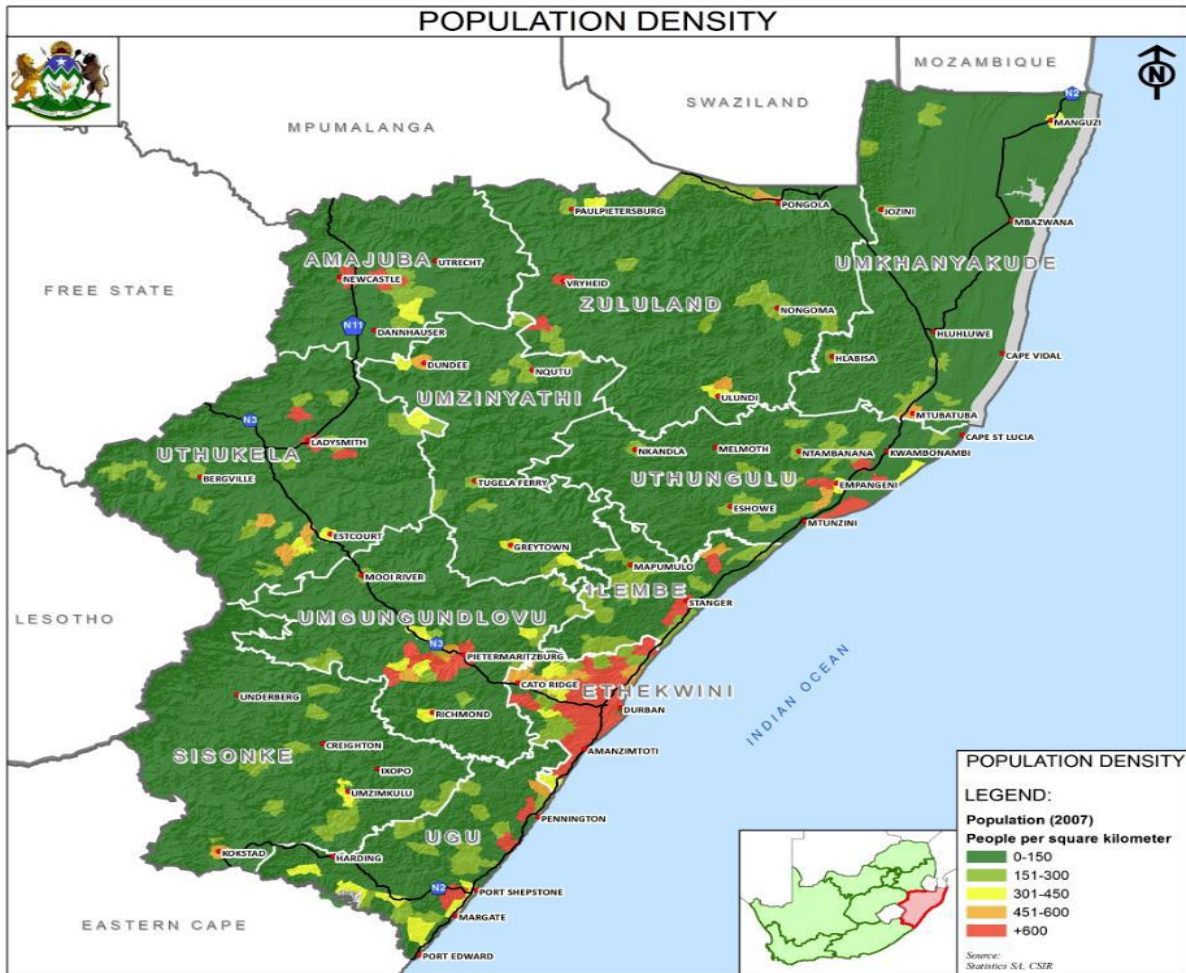 POPULATION DENSITY
MOZAMBIQUE
N
SWAZILAND
N2
MPUMALANGA
MANGUZI
PAULPIETERSBURG
PONGOLA
JOZINI
MBAZWANA
AMAJUBA
UTRECHT
UMKHANYAKUDE
NEWCASTLE
VRYHEID
FREE STATE
ZULULAND
NONGOMA
N11
DANNHAUSER
HLUHLUWE
HLABISA
CAPE VIDAL
DUNDEE
NQUTU
UMZINYATHI
ULUNDI
MTUBATUBA
N3
LADYSMITH
CAPE ST LUCIA
UTHUKELA
NKANDLA
MELMOTH
NTAMBANANA
KWAMBONAMBI
BERGVILLE
TUGELA FERRY
UTHUNGULU
EMPANGENI
ESHOWE
MTUNZINI
ESTCOURT
GREYTOWN
MAPUMULO
MOOI RIVER
ILEMBE
STANGER
LESOTHO
UMGUNGUNDLOVU
N3
PIETERMARITZBURG
CATO RIDGE
ETHEKWINI
UNDERBERG
DURBAN
RICHMOND
INDIAN OCEAN
SISONKE
CREIGHTON
AMANZIMTOTI
IXOPO
UMZIMKULU
PENNINGTON
UGU
KOKSTAD
HARDING
N2
PORT SHEPSTONE
MARGATE
EASTERN CAPE
PORT EDWARD
POPULATION DENSITY
LEGEND:
Population (2007)
People per square kilometer
0-150
151-300
301-450
451-600
+600
Source:
Statistics SA, CSIR